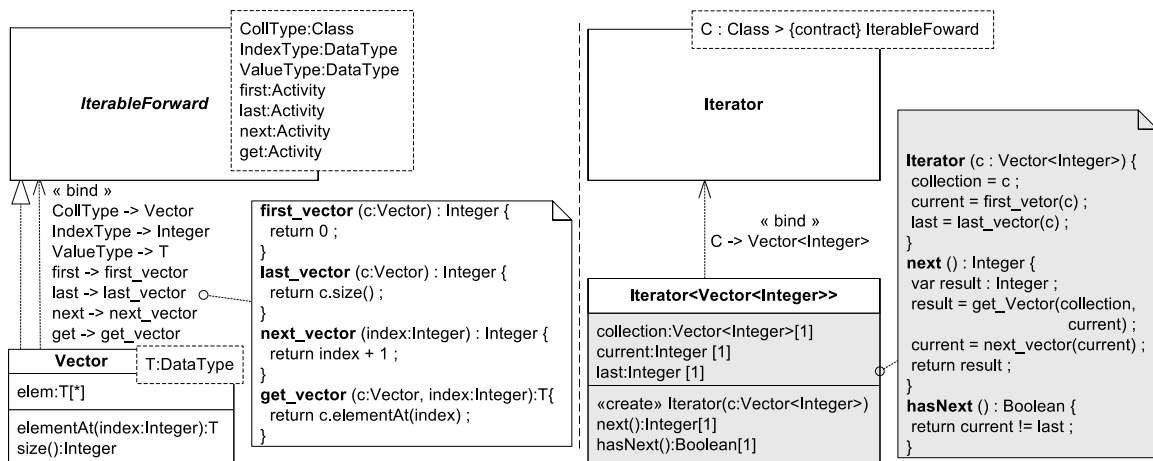 CollType:Class
IndexType:DataType
ValueType:DataType
first:Activity
last:Activity
next:Activity
get:Activity
IterableForward
« bind »
CollType -> Vector
IndexType -> Integer
ValueType -> T
first -> first_vector
last -> last_vector
next -> next_vector
get -> get_vector
Vector
T:DataType
elem:T[*]
elementAt(index:Integer):T
size():Integer
first_vector (c:Vector) : Integer {
return 0 ;
}
last_vector (c:Vector) : Integer {
return c.size() ;
}
next_vector (index:Integer) : Integer {
return index + 1 ;
}
get_vector (c:Vector, index:Integer):T{
return c.elementAt(index) ;
}
C : Class > {contract} IterableFoward
Iterator
« bind »
C -> Vector<Integer>
Iterator<Vector<Integer>>
collection:Vector<Integer>[1]
current:Integer [1]
last:Integer [1]
«create» Iterator(c:Vector<Integer>)
next():Integer[1]
hasNext():Boolean[1]
Iterator (c : Vector<Integer>) {
collection = c ;
current = first_vetor(c) ;
last = last_vector(c) ;
}
next () : Integer {
var result : Integer ;
result = get_Vector(collection,
current) ;
current = next_vector(current) ;
return result ;
}
hasNext () : Boolean {
return current != last ;
}